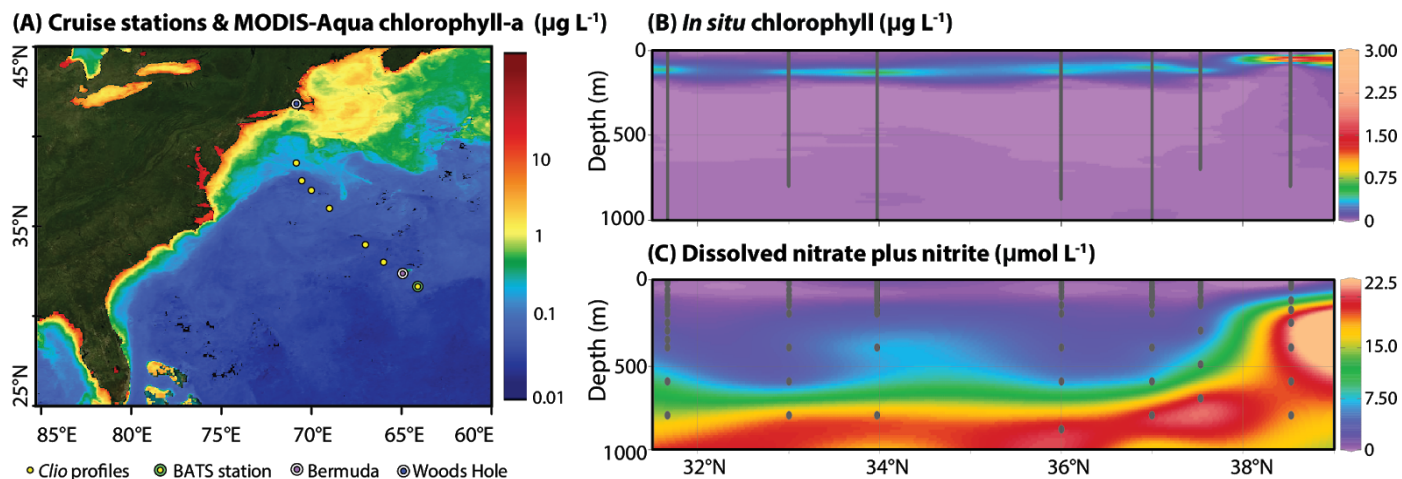 (A) Cruise stations & MODIS-Aqua chlorophyll-a (µg L-1)
45°N
35°N
25°N
85°E 80°E 75°E 70°E 65°E 60°E
10
1
0.1
0.01
Clio profiles BATS station Bermuda Woods Hole
(B) In situ chlorophyll (µg L-1)
Depth (m)
0
500
1000
3.00
2.25
1.50
0.75
0
(C) Dissolved nitrate plus nitrite (µmol L-1)
Depth (m)
0
500
1000
32°N 34°N 36°N 38°N
22.5
15.0
7.50
0